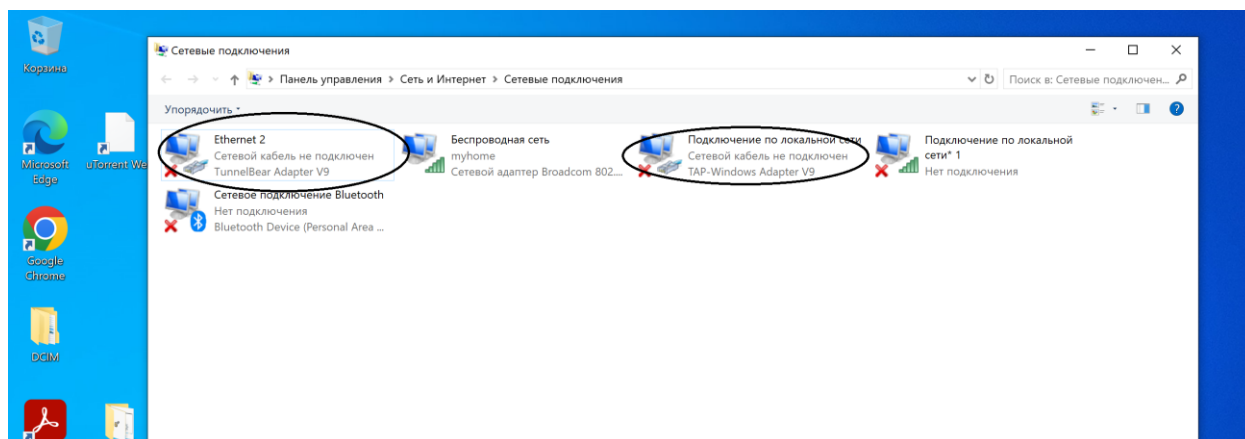 Корзина
Microsoft
Edge
uTorrent We
Google
Chrome
DCIM
Сетевые подключения
Панель управления > Сеть и Интернет > Сетевые подключения
Поиск в: Сетевые подключен...
Упорядочить
Ethernet 2
Сетевой кабель не подключен
TunnelBear Adapter V9
Беспроводная сеть
myhome
Сетевой адаптер Broadcom 802....
Подключение по локальной сети
Сетевой кабель не подключен
TAP-Windows Adapter V9
Подключение по локальной
сети* 1
Нет подключения
Сетевое подключение Bluetooth
Нет подключения
Bluetooth Device (Personal Area ...